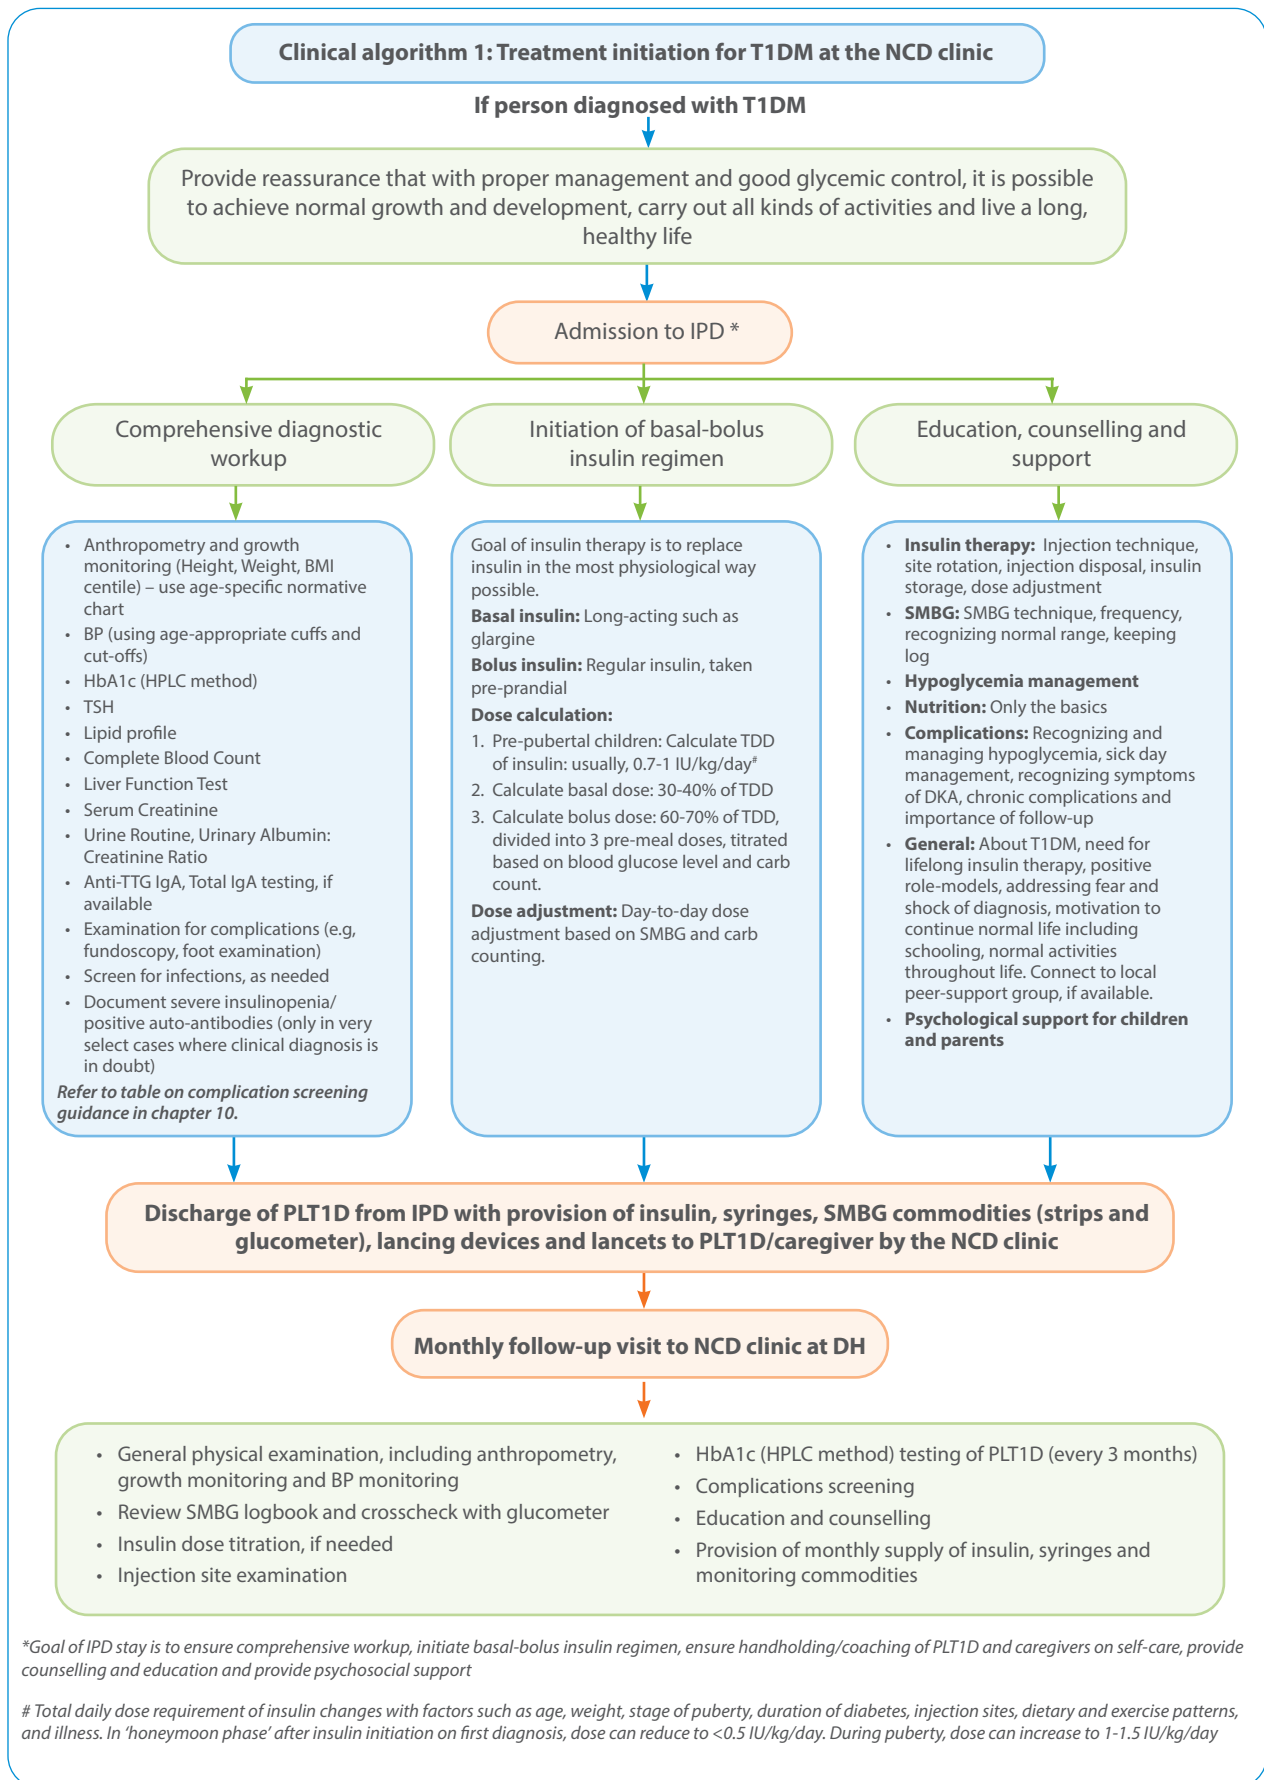 Clinical algorithm 1: Treatment initiation for T1DM at the NCD clinic
If person diagnosed with T1DM
Provide reassurance that with proper management and good glycemic control, it is possible
to achieve normal growth and development, carry out all kinds of activities and live a long,
healthy life
Admission to IPD *
Comprehensive diagnostic
workup
• Anthropometry and growth
monitoring (Height, Weight, BMI
centile) – use age-specific normative
chart
• BP (using age-appropriate cuffs and
cut-offs)
• HbA1c (HPLC method)
• TSH
• Lipid profile
• Complete Blood Count
• Liver Function Test
• Serum Creatinine
• Urine Routine, Urinary Albumin:
Creatinine Ratio
• Anti-TTG IgA, Total IgA testing, if
available
• Examination for complications (e.g,
fundoscopy, foot examination)
• Screen for infections, as needed
• Document severe insulinopenia/
positive auto-antibodies (only in very
select cases where clinical diagnosis is
in doubt)
Refer to table on complication screening
guidance in chapter 10.
Initiation of basal-bolus
insulin regimen
Goal of insulin therapy is to replace
insulin in the most physiological way
possible.
Basal insulin: Long-acting such as
glargine
Bolus insulin: Regular insulin, taken
pre-prandial
Dose calculation:
1. Pre-pubertal children: Calculate TDD
of insulin: usually, 0.7-1 IU/kg/day#
2. Calculate basal dose: 30-40% of TDD
3. Calculate bolus dose: 60-70% of TDD,
divided into 3 pre-meal doses, titrated
based on blood glucose level and carb
count.
Dose adjustment: Day-to-day dose
adjustment based on SMBG and carb
counting.
Education, counselling and
support
• Insulin therapy: Injection technique,
site rotation, injection disposal, insulin
storage, dose adjustment
• SMBG: SMBG technique, frequency,
recognizing normal range, keeping
log
• Hypoglycemia management
• Nutrition: Only the basics
• Complications: Recognizing and
managing hypoglycemia, sick day
management, recognizing symptoms
of DKA, chronic complications and
importance of follow-up
• General: About T1DM, need for
lifelong insulin therapy, positive
role-models, addressing fear and
shock of diagnosis, motivation to
continue normal life including
schooling, normal activities
throughout life. Connect to local
peer-support group, if available.
• Psychological support for children
and parents
Discharge of PLT1D from IPD with provision of insulin, syringes, SMBG commodities (strips and
glucometer), lancing devices and lancets to PLT1D/caregiver by the NCD clinic
Monthly follow-up visit to NCD clinic at DH
• General physical examination, including anthropometry,
growth monitoring and BP monitoring
• Review SMBG logbook and crosscheck with glucometer
• Insulin dose titration, if needed
• Injection site examination
• HbA1c (HPLC method) testing of PLT1D (every 3 months)
• Complications screening
• Education and counselling
• Provision of monthly supply of insulin, syringes and
monitoring commodities
*Goal of IPD stay is to ensure comprehensive workup, initiate basal-bolus insulin regimen, ensure handholding/coaching of PLT1D and caregivers on self-care, provide
counselling and education and provide psychosocial support
# Total daily dose requirement of insulin changes with factors such as age, weight, stage of puberty, duration of diabetes, injection sites, dietary and exercise patterns,
and illness. In ‘honeymoon phase’ after insulin initiation on first diagnosis, dose can reduce to <0.5 IU/kg/day. During puberty, dose can increase to 1-1.5 IU/kg/day